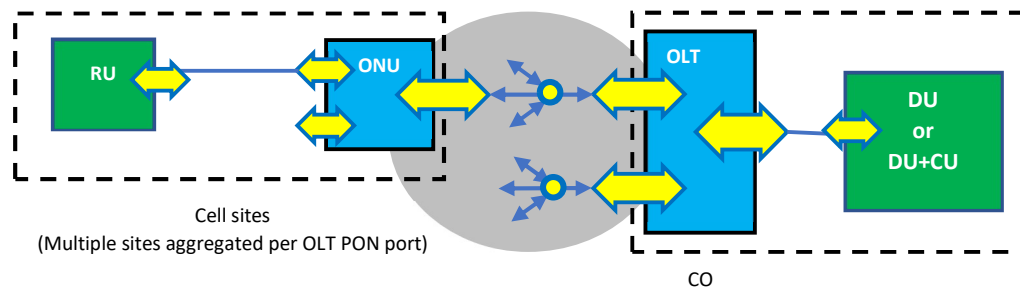 RU
ONU
OLT
DU
or
DU+CU
Cell sites
(Multiple sites aggregated per OLT PON port)
CO